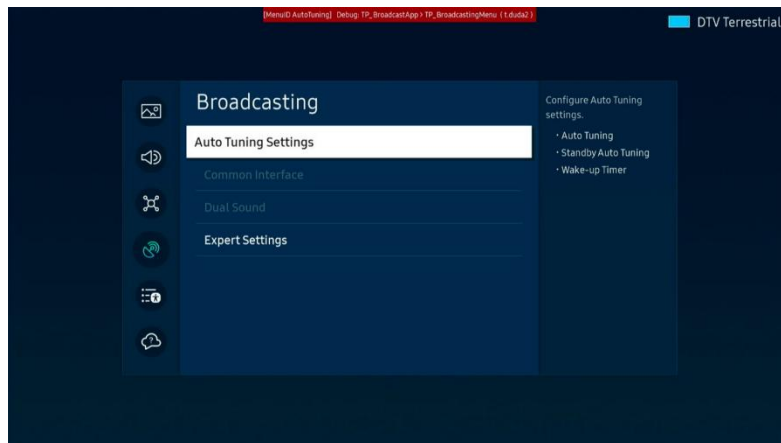 [MenuID AutoTuning] Debug: TP_BroadcastApp > TP_BroadcastingMenu ( t.duda2 )
DTV Terrestrial
Broadcasting
Auto Tuning Settings
Common Interface
Dual Sound
Expert Settings
Configure Auto Tuning
settings.
· Auto Tuning
· Standby Auto Tuning
· Wake-up Timer